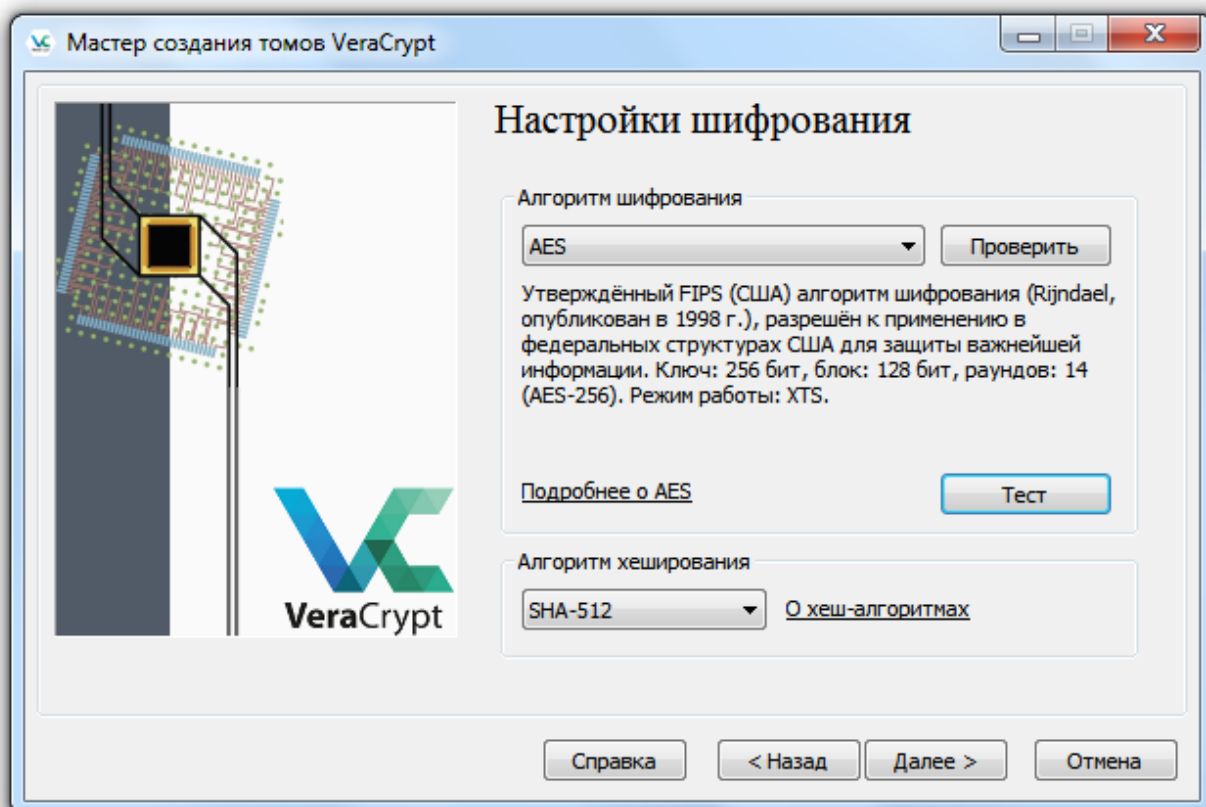 Мастер создания томов VeraCrypt
Настройки шифрования
Алгоритм шифрования
AES
Проверить
Утверждённый FIPS (США) алгоритм шифрования (Rijndael,
опубликован в 1998 г.), разрешён к применению в
федеральных структурах США для защиты важнейшей
информации. Ключ: 256 бит, блок: 128 бит, раундов: 14
(AES-256). Режим работы: XTS.
Подробнее о AES
Тест
Алгоритм хеширования
SHA-512
О хеш-алгоритмах
VeraCrypt
Справка
< Назад
Далее >
Отмена